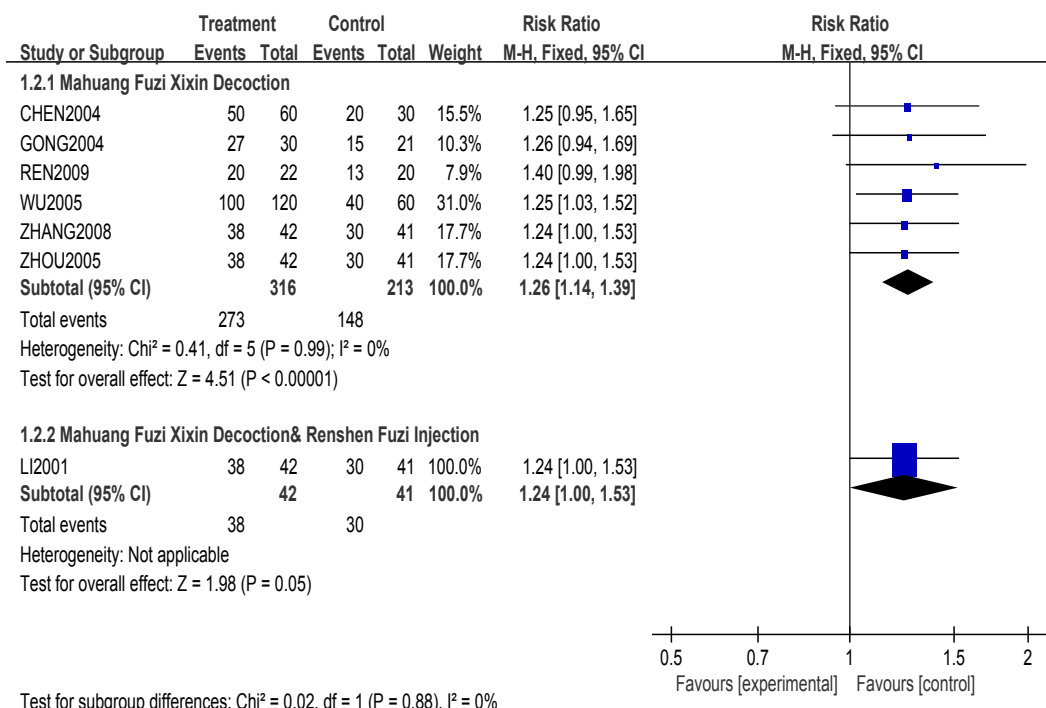 Treatment Control Risk Ratio Risk Ratio
Study or Subgroup Events Total Events Total Weight M-H, Fixed, 95% CI M-H, Fixed, 95% CI
1.2.1 Mahuang Fuzi Xixin Decoction
CHEN2004 50 60 20 30 15.5% 1.25 [0.95, 1.65]
GONG2004 27 30 15 21 10.3% 1.26 [0.94, 1.69]
REN2009 20 22 13 20 7.9% 1.40 [0.99, 1.98]
WU2005 100 120 40 60 31.0% 1.25 [1.03, 1.52]
ZHANG2008 38 42 30 41 17.7% 1.24 [1.00, 1.53]
ZHOU2005 38 42 30 41 17.7% 1.24 [1.00, 1.53]
Subtotal (95% CI) 316 213 100.0% 1.26 [1.14, 1.39]
Total events 273 148
Heterogeneity: Chi² = 0.41, df = 5 (P = 0.99); I² = 0%
Test for overall effect: Z = 4.51 (P < 0.00001)
1.2.2 Mahuang Fuzi Xixin Decoction& Renshen Fuzi Injection
LI2001 38 42 30 41 100.0% 1.24 [1.00, 1.53]
Subtotal (95% CI) 42 41 100.0% 1.24 [1.00, 1.53]
Total events 38 30
Heterogeneity: Not applicable
Test for overall effect: Z = 1.98 (P = 0.05)
0.5 0.7 1 1.5 2
Favours [experimental] Favours [control]
Test for subgroup differences: Chi² = 0.02, df = 1 (P = 0.88), I² = 0%